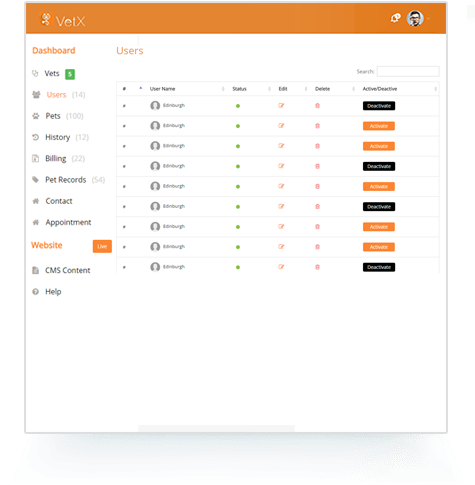 VetX
Dashboard
Vets 5
Users (14)
Pets (100)
History (12)
Billing (22)
Pet Records (54)
Contact
Appointment
Website Live
CMS Content
Help
Users
Search:
# User Name Status Edit Delete Active/Deactive
# Edinburgh Deactivate
# Edinburgh Activate
# Edinburgh Activate
# Edinburgh Deactivate
# Edinburgh Activate
# Edinburgh Deactivate
# Edinburgh Activate
# Edinburgh Activate
# Edinburgh Deactivate